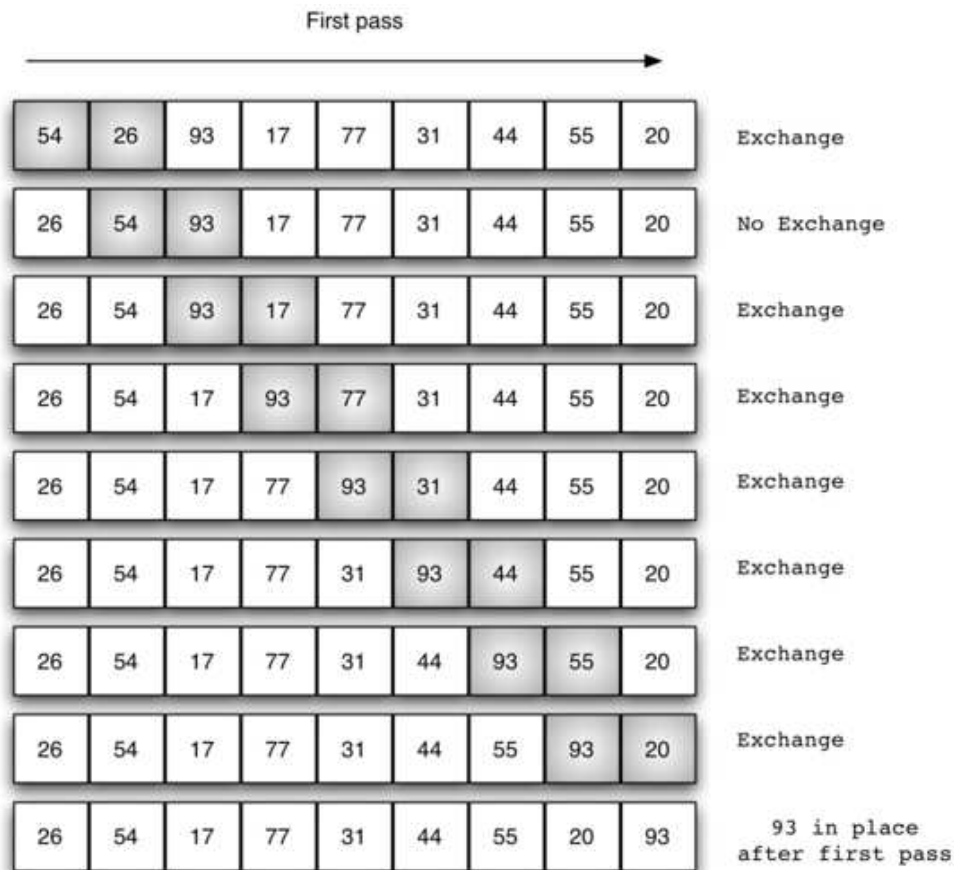 First pass
54 26 93 17 77 31 44 55 20 Exchange
26 54 93 17 77 31 44 55 20 No Exchange
26 54 93 17 77 31 44 55 20 Exchange
26 54 17 93 77 31 44 55 20 Exchange
26 54 17 77 93 31 44 55 20 Exchange
26 54 17 77 31 93 44 55 20 Exchange
26 54 17 77 31 44 93 55 20 Exchange
26 54 17 77 31 44 55 93 20 Exchange
26 54 17 77 31 44 55 20 93 93 in place
after first pass